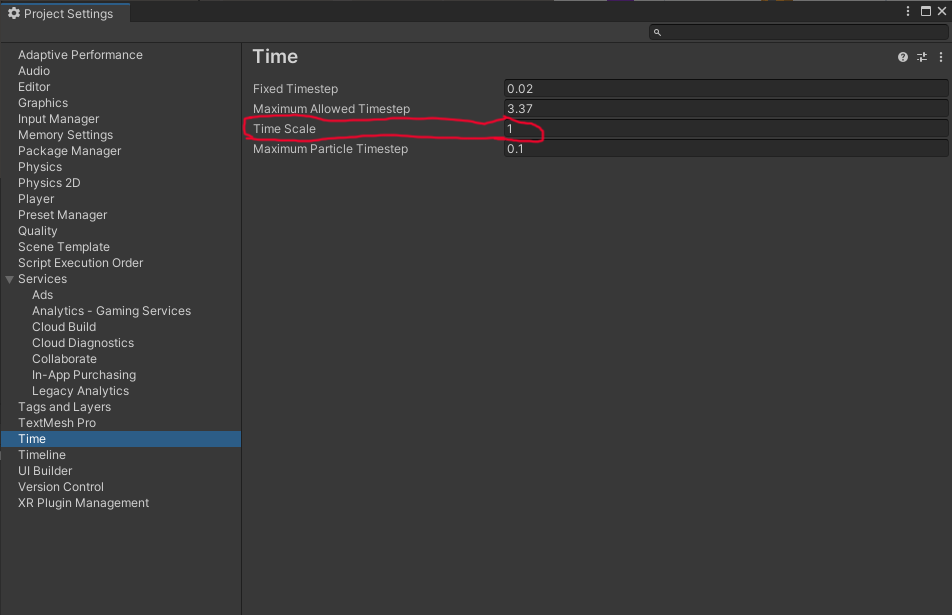 Project Settings
Time
Adaptive Performance
Audio
Editor
Graphics
Input Manager
Memory Settings
Package Manager
Physics
Physics 2D
Player
Preset Manager
Quality
Scene Template
Script Execution Order
Services
Ads
Analytics - Gaming Services
Cloud Build
Cloud Diagnostics
Collaborate
In-App Purchasing
Legacy Analytics
Tags and Layers
TextMesh Pro
Time
Timeline
UI Builder
Version Control
XR Plugin Management
Fixed Timestep 0.02
Maximum Allowed Timestep 3.37
Time Scale 1
Maximum Particle Timestep 0.1